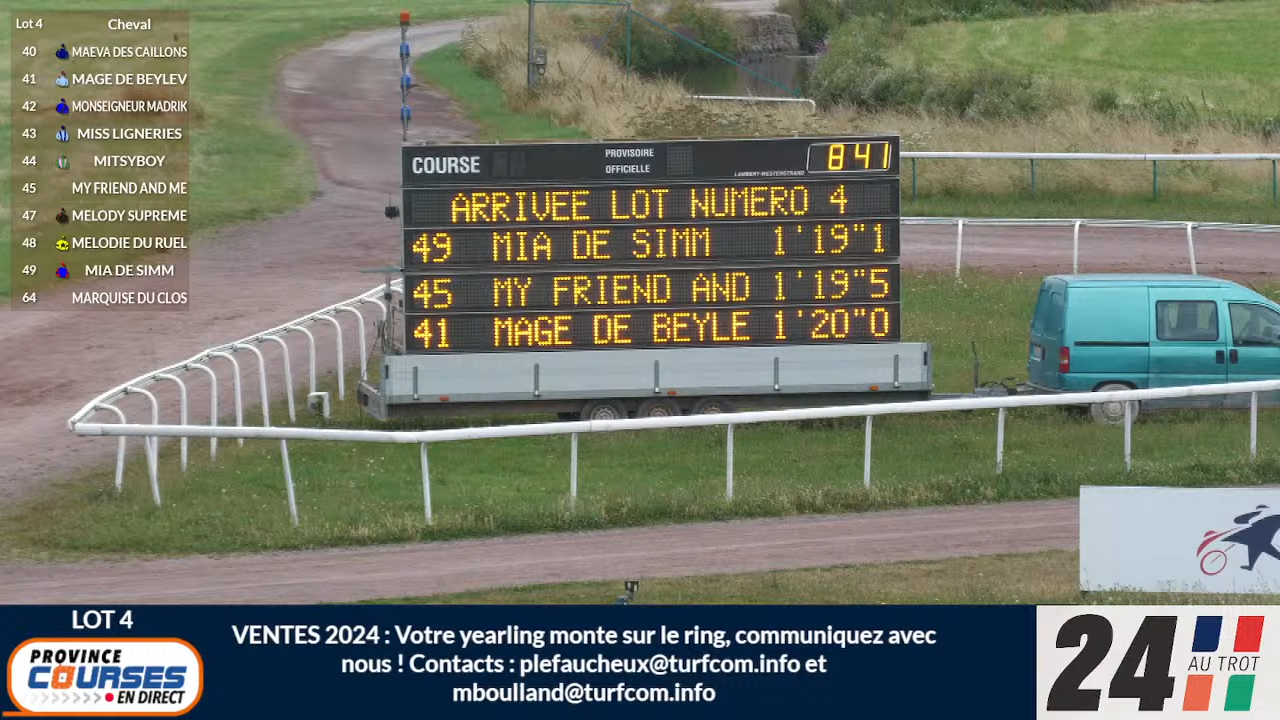 Lot 4 Cheval
40 MAEVA DES CAILLONS
41 MAGE DE BEYLEV
42 MONSEIGNEUR MADRIK
43 MISS LIGNERIES
44 MITSYBOY
45 MY FRIEND AND ME
47 MELODY SUPREME
48 MELODIE DU RUEL
49 MIA DE SIMM
64 MARQUISE DU CLOS
COURSE PROVISOIRE 841
OFFICIELLE LAMBERT-WESTERSTRAND
ARRIVEE LOT NUMERO 4
49 MIA DE SIMM 1'19"1
45 MY FRIEND AND 1'19"5
41 MAGE DE BEYLE 1'20"0
LOT 4
PROVINCE
COURSES
EN DIRECT
VENTES 2024 : Votre yearling monte sur le ring, communiquez avec
nous ! Contacts : plefaucheux@turfcom.info et
mboulland@turfcom.info
24
AU TROT